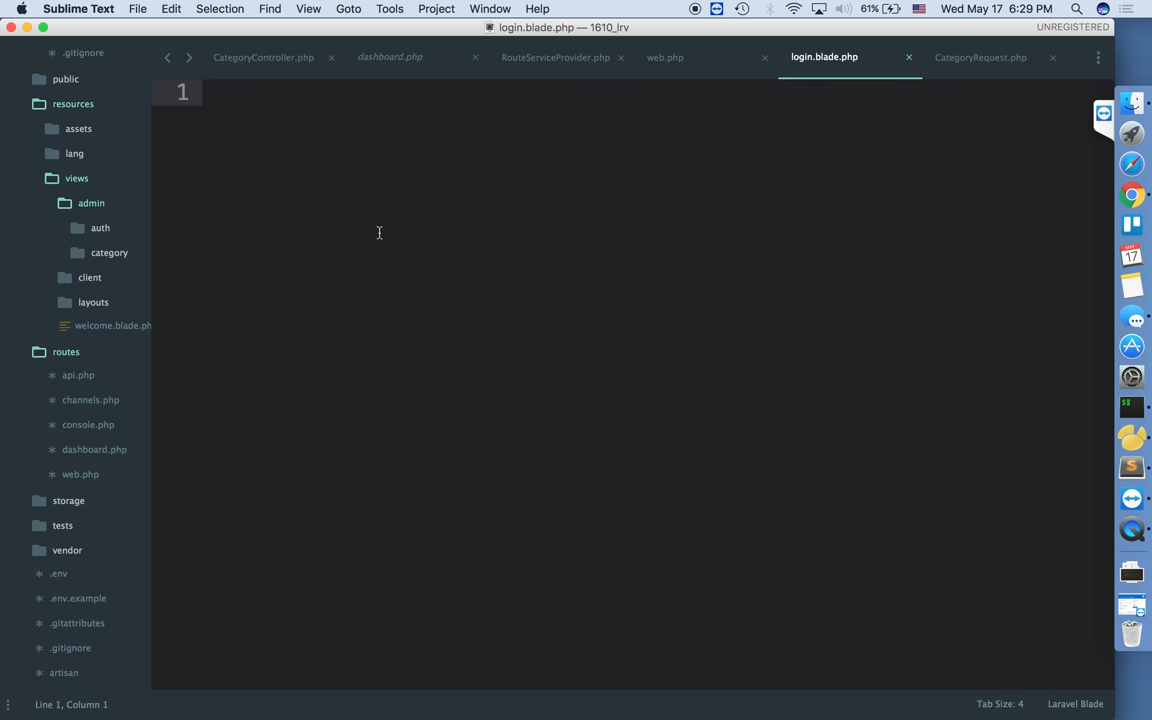 Sublime Text File Edit Selection Find View Goto Tools Project Window Help 61% Wed May 17 6:29 PM
login.blade.php — 1610_lrv UNREGISTERED
CategoryController.php × dashboard.php × RouteServiceProvider.php × web.php × login.blade.php × CategoryRequest.php ×
.gitignore
public
resources
assets
lang
views
admin
auth
category
client
layouts
welcome.blade.ph
routes
api.php
channels.php
console.php
dashboard.php
web.php
storage
tests
vendor
.env
.env.example
.gitattributes
.gitignore
artisan
1
MAY
17
S
Line 1, Column 1 Tab Size: 4 Laravel Blade